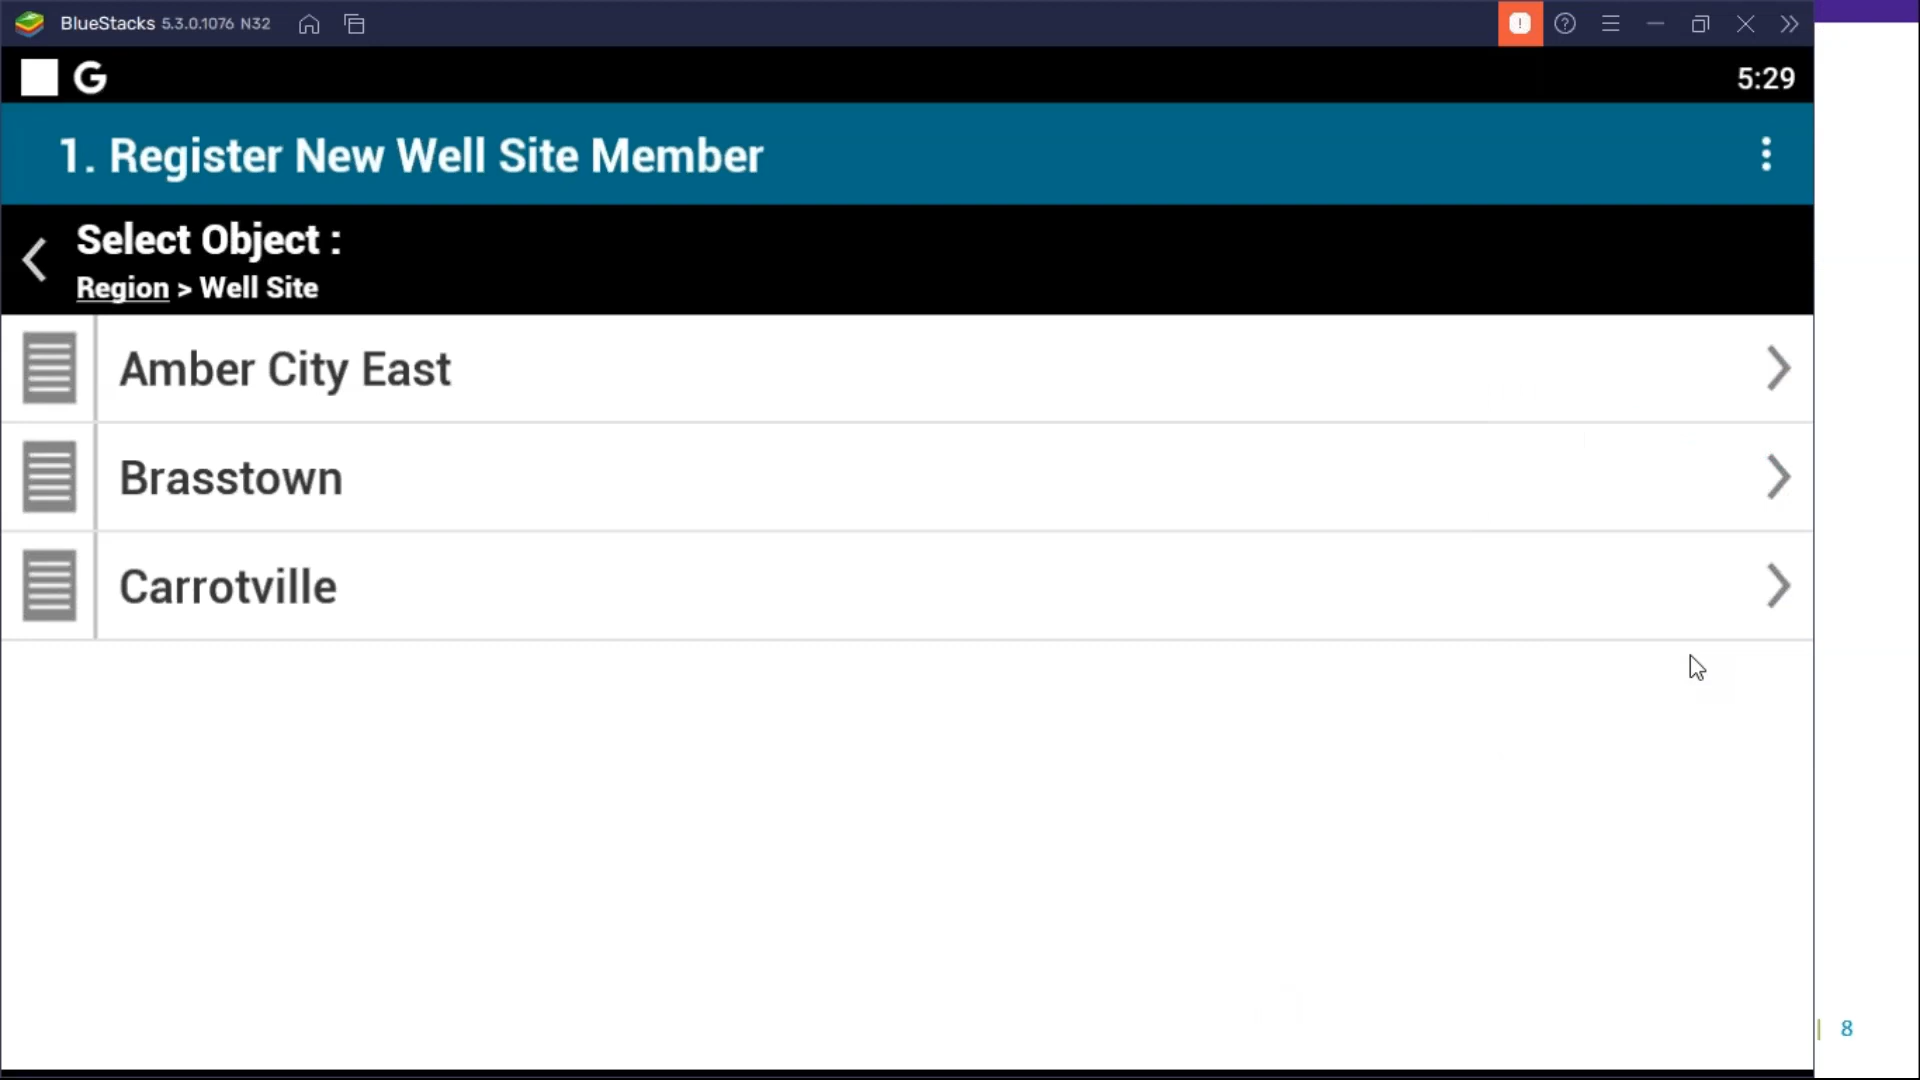 BlueStacks 5.3.0.1076 N32
G
5:29
1. Register New Well Site Member
Select Object :
Region > Well Site
Amber City East
Brasstown
Carrotville
8